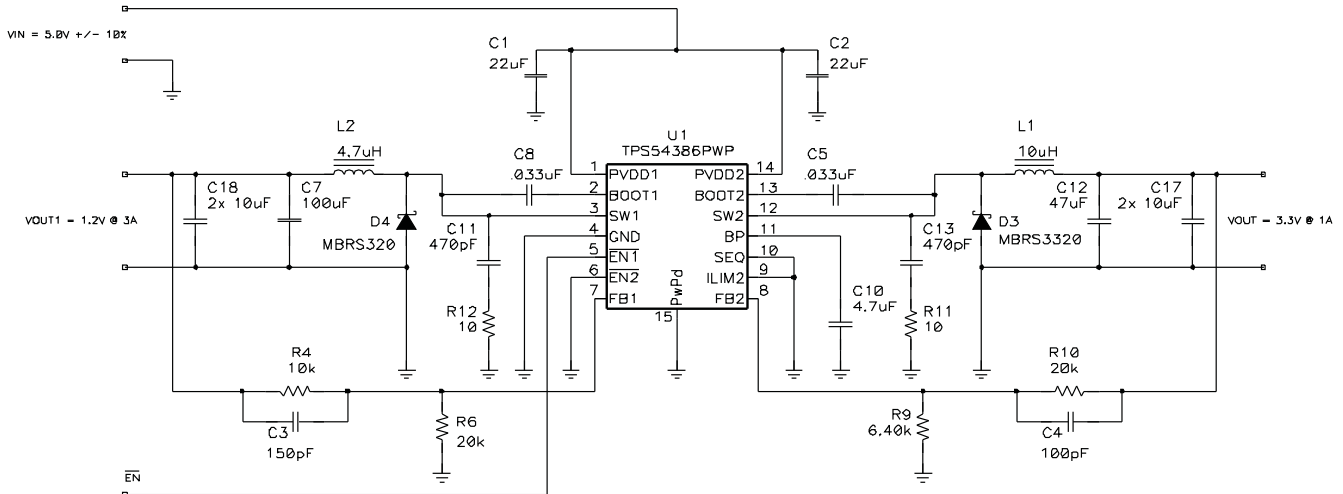 VIN = 5.0V +/- 10%
C1
22uF
C2
22uF
U1
TPS54386PWP
L2
4.7uH
C8
.033uF
C5
.033uF
L1
10uH
1 PVDD1
2 BOOT1
3 SW1
4 GND
5 EN1
6 EN2
7 FB1
PVDD2 14
BOOT2 13
SW2 12
BP 11
SEQ 10
ILIM2 9
FB2 8
PwPd
15
C18
2x 10uF
C7
100uF
D4
MBRS320
C11
470pF
C13
470pF
D3
MBRS3320
C12
47uF
C17
2x 10uF
VOUT1 = 1.2V @ 3A
VOUT = 3.3V @ 1A
R12
10
C10
4.7uF
R11
10
R4
10k
C3
150pF
R6
20k
R9
6.40k
R10
20k
C4
100pF
EN